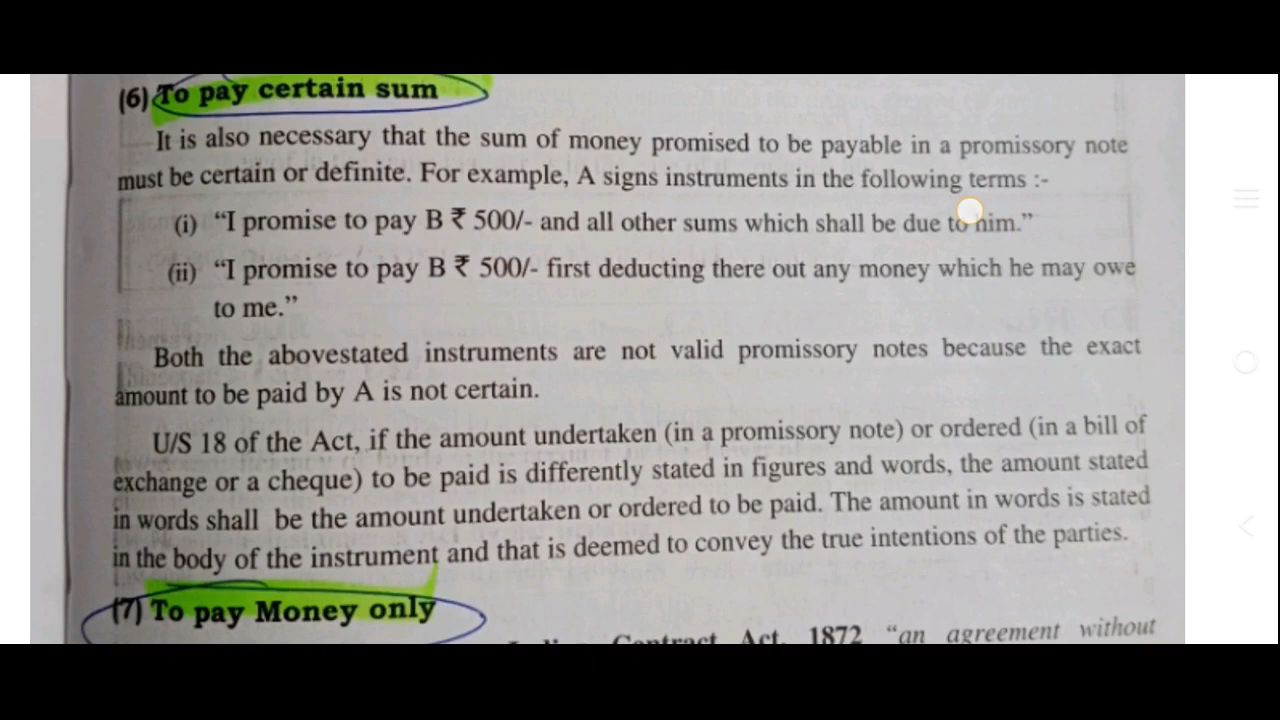 (6) To pay certain sum
It is also necessary that the sum of money promised to be payable in a promissory note
must be certain or definite. For example, A signs instruments in the following terms :-
(i) “I promise to pay B ₹ 500/- and all other sums which shall be due to him.”
(ii) “I promise to pay B ₹ 500/- first deducting there out any money which he may owe
to me.”
Both the abovestated instruments are not valid promissory notes because the exact
amount to be paid by A is not certain.
U/S 18 of the Act, if the amount undertaken (in a promissory note) or ordered (in a bill of
exchange or a cheque) to be paid is differently stated in figures and words, the amount stated
in words shall be the amount undertaken or ordered to be paid. The amount in words is stated
in the body of the instrument and that is deemed to convey the true intentions of the parties.
(7) To pay Money only
Contract Act, 1872 “an agreement without